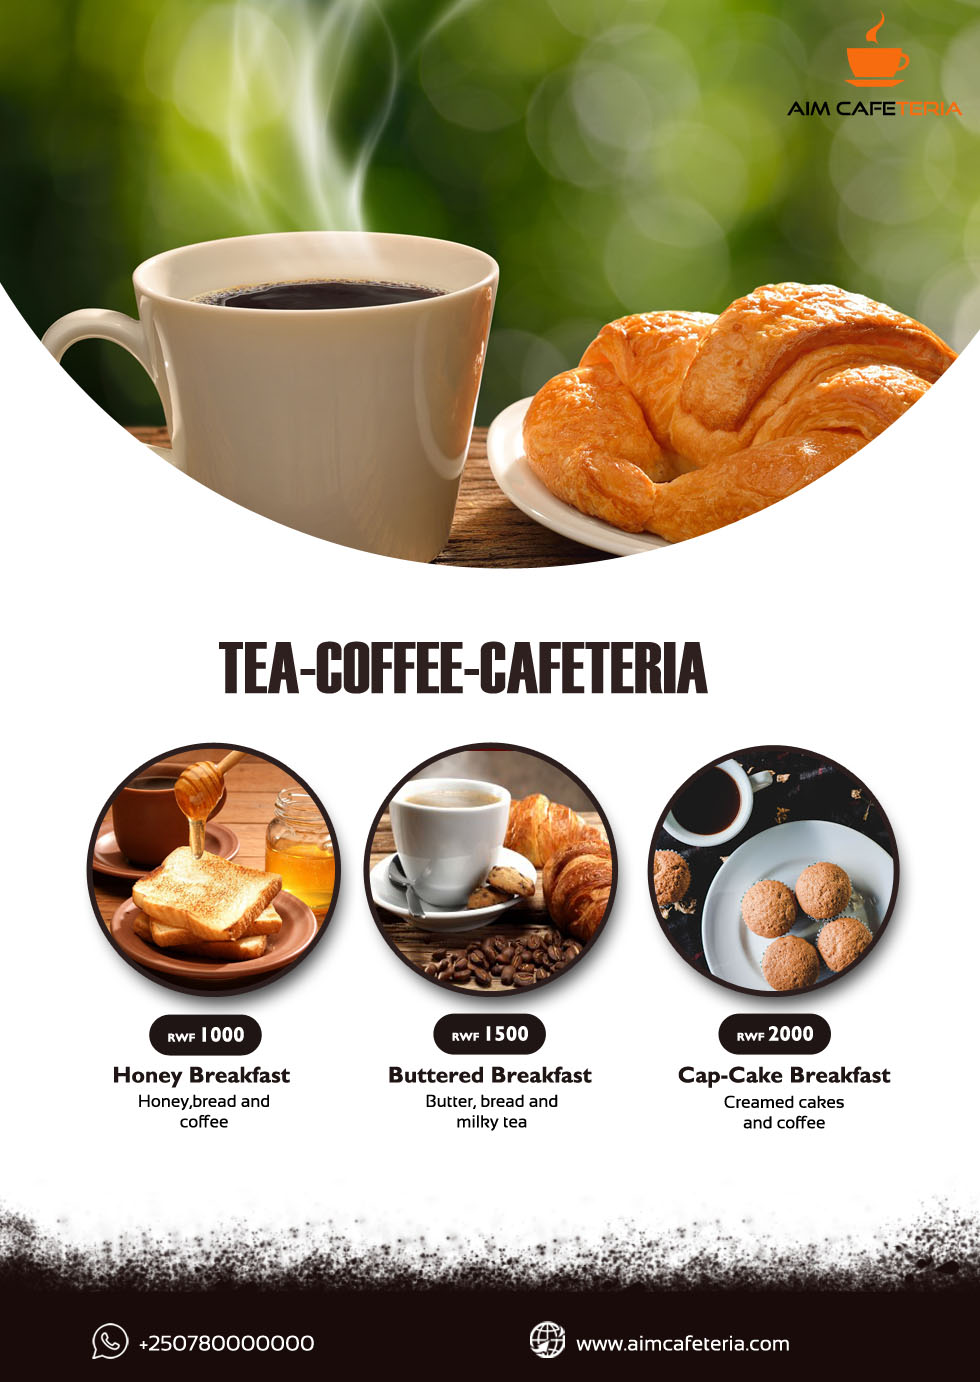 AIM CAFETERIA
TEA-COFFEE-CAFETERIA
RWF 1000
Honey Breakfast
Honey,bread and
coffee
RWF 1500
Buttered Breakfast
Butter, bread and
milky tea
RWF 2000
Cap-Cake Breakfast
Creamed cakes
and coffee
+250780000000
www.aimcafeteria.com